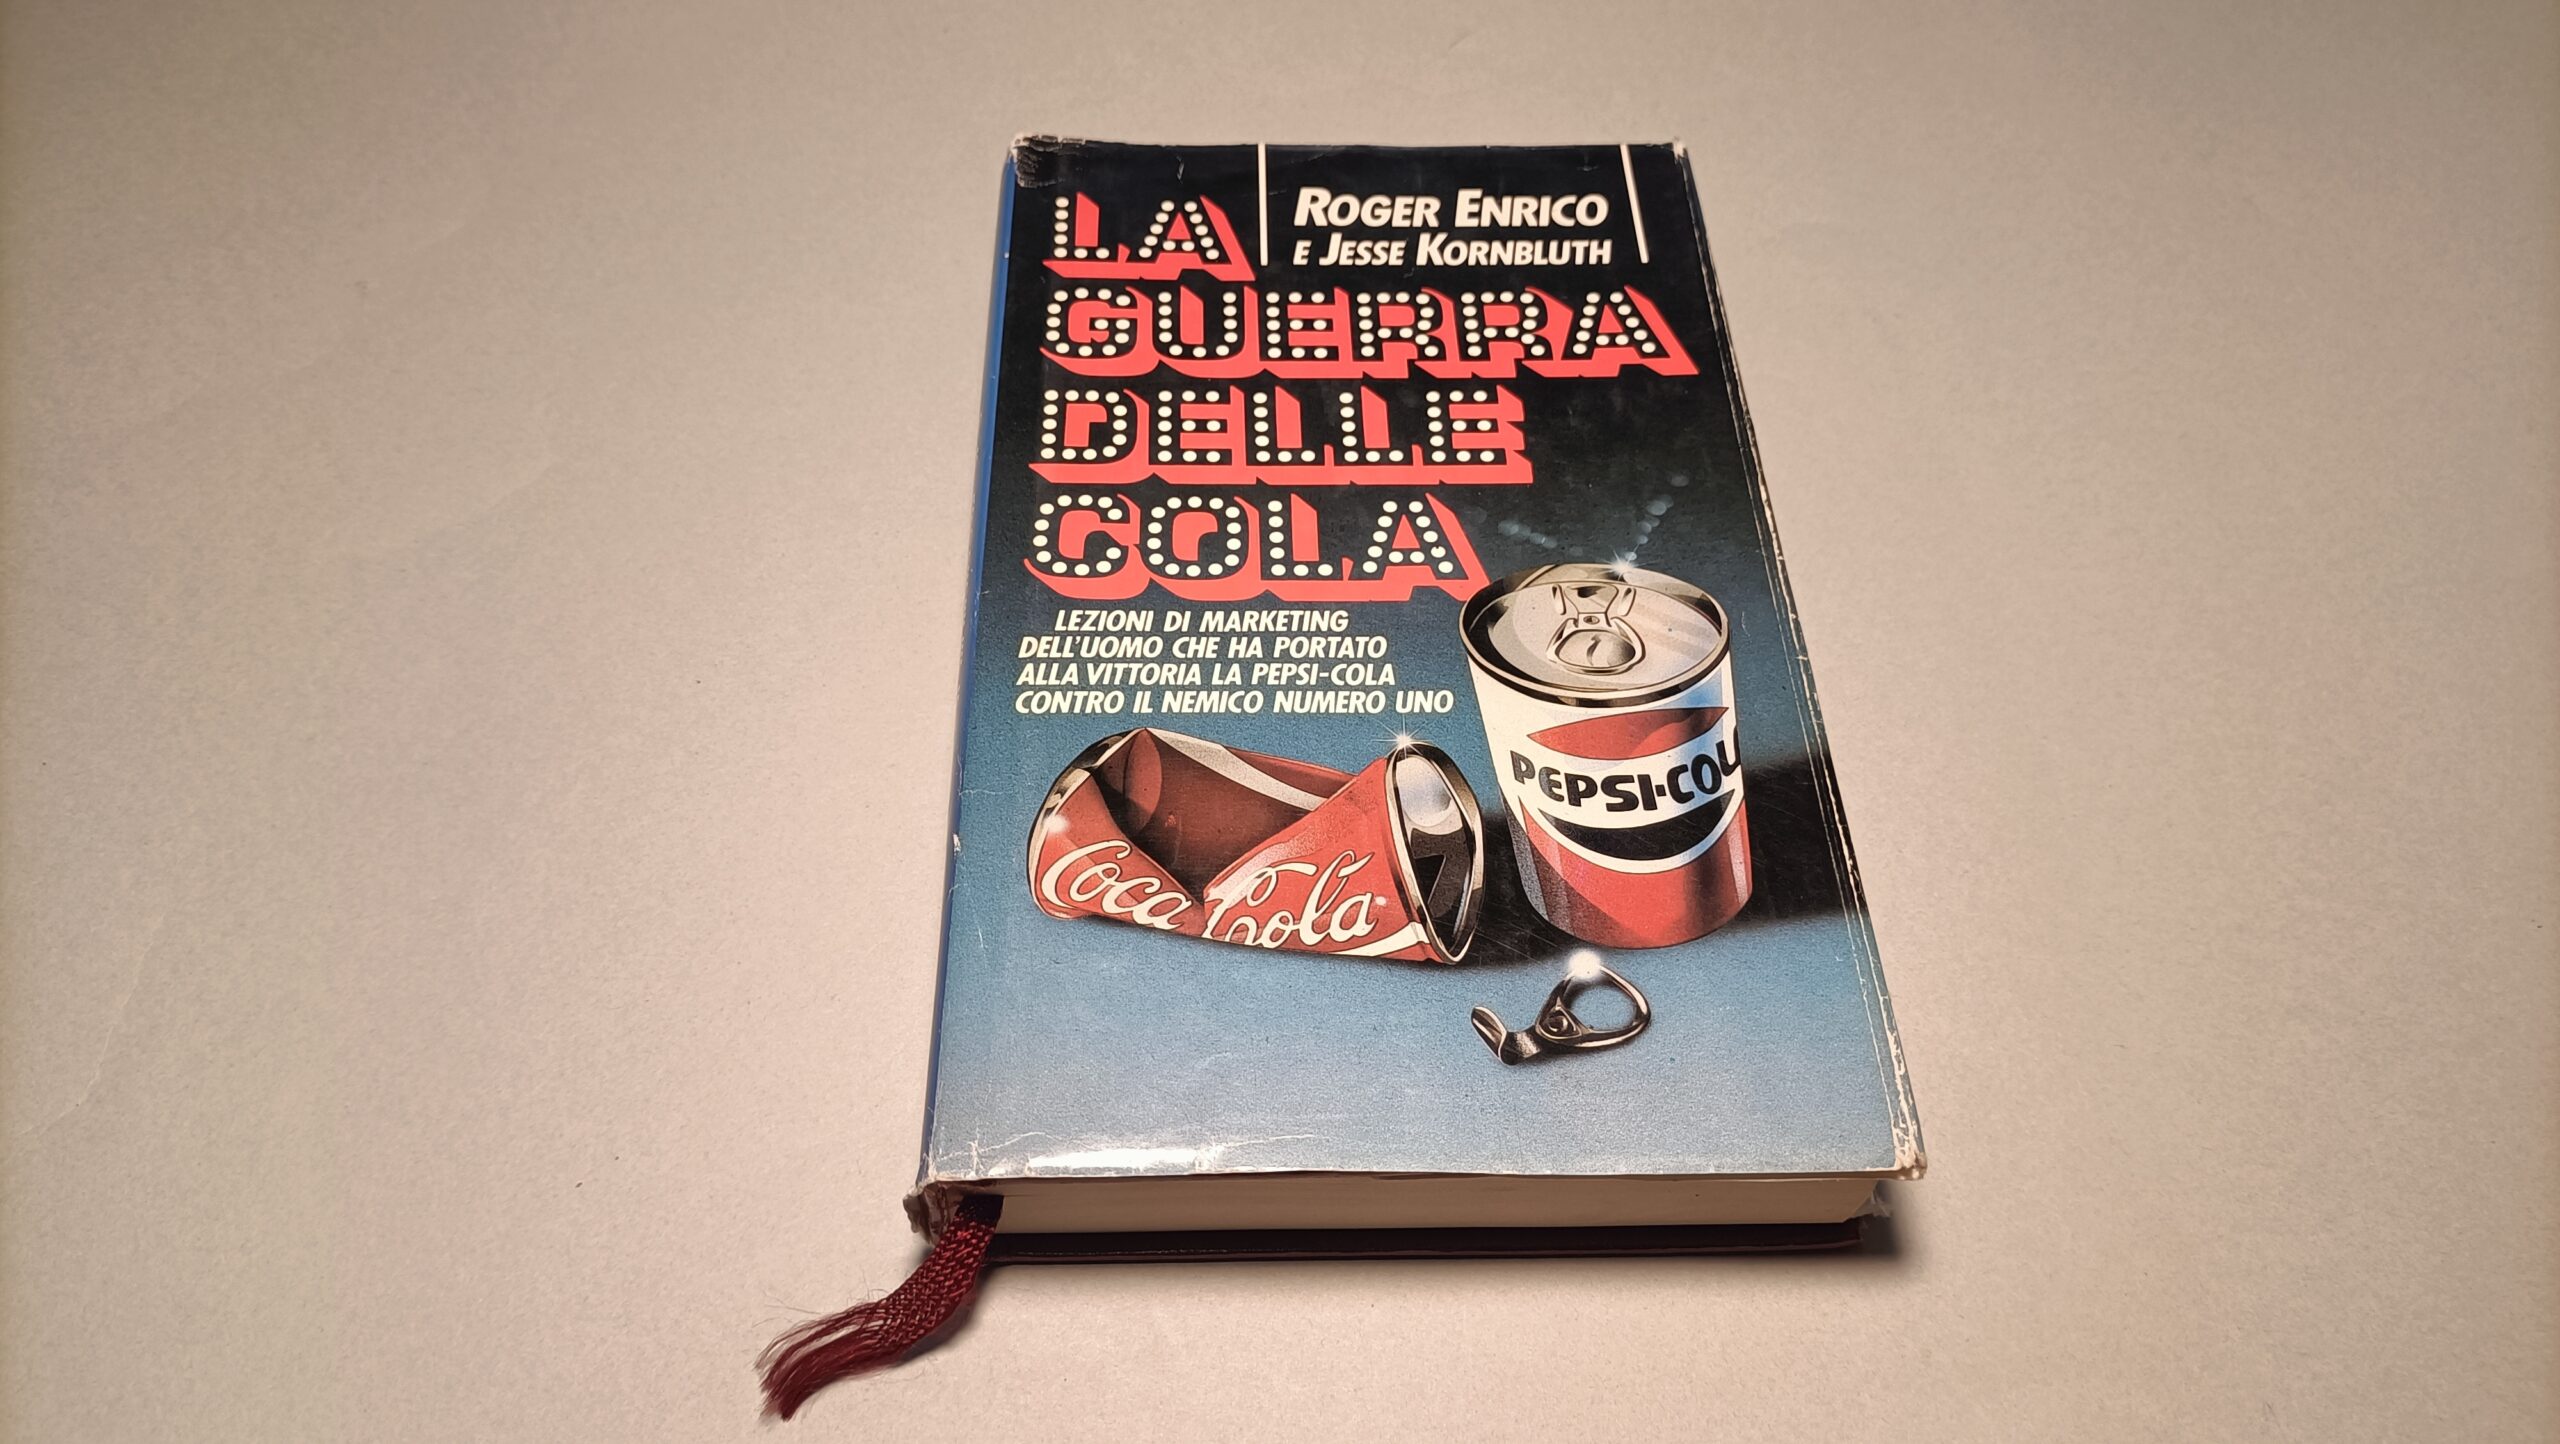 ROGER ENRICO
E JESSE KORNBLUTH
LA
GUERRA
DELLE
COLA
LEZIONI DI MARKETING
DELL'UOMO CHE HA PORTATO
ALLA VITTORIA LA PEPSI-COLA
CONTRO IL NEMICO NUMERO UNO
PEPSI-COL
Coca Cola